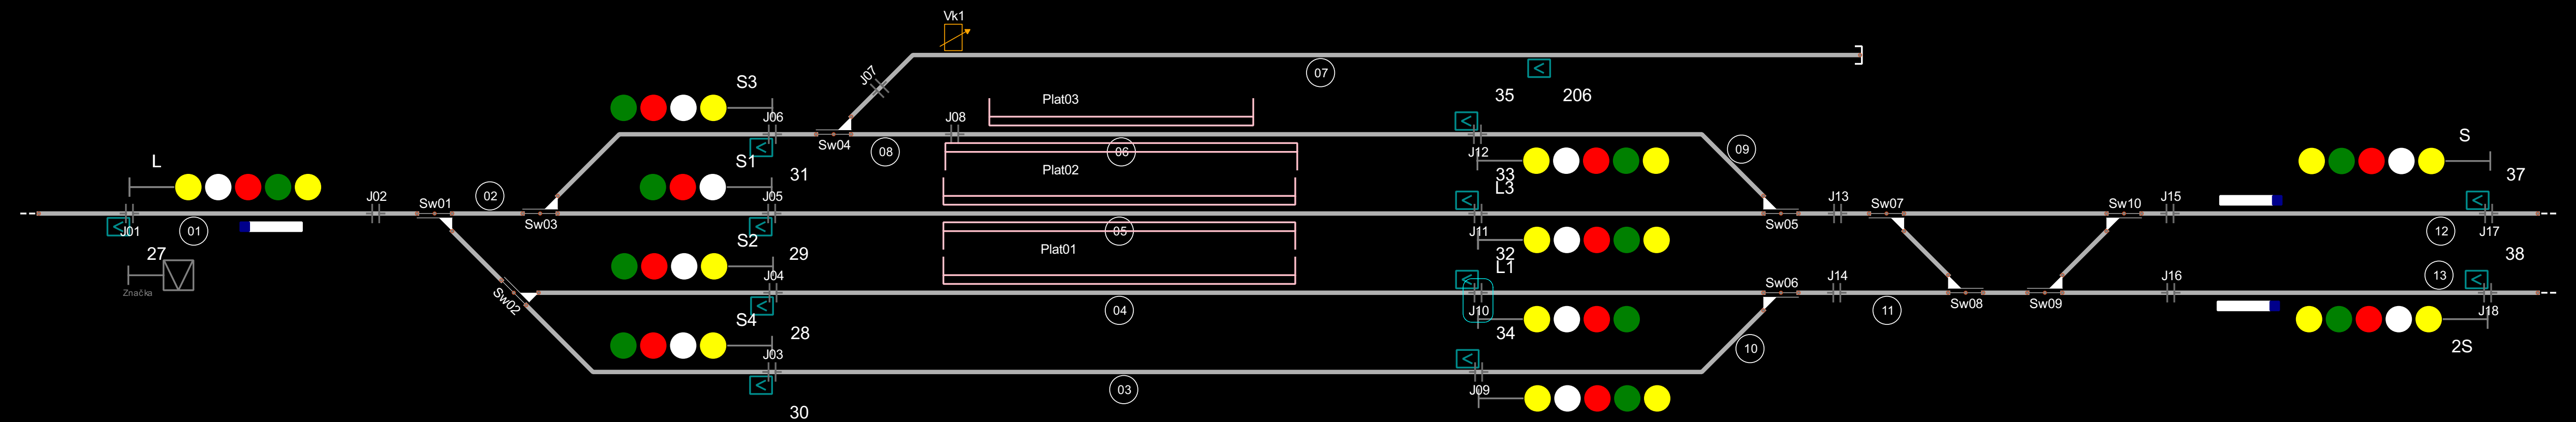 Vk1
07
J07
S3
Plat03
35
206
J06
J08
Sw04
08
06
J12
09
S
S1
31
Plat02
33
L3
37
L
J02
Sw01
02
Sw03
J05
J11
J13
Sw07
Sw10
J15
Sw05
J01
01
05
12
J17
27
S2
29
Plat01
32
L1
38
Značka
J04
Sw02
Sw06
J14
J16
13
04
J10
11
Sw08
Sw09
J18
S4
28
34
2S
J03
10
03
J09
30